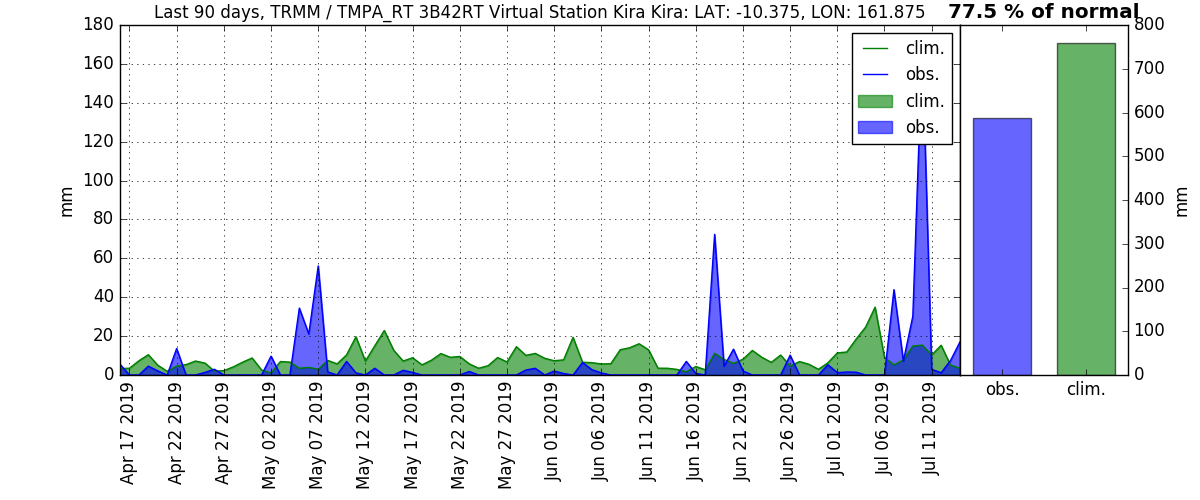 Last 90 days, TRMM / TMPA_RT 3B42RT Virtual Station Kira Kira: LAT: -10.375, LON: 161.875
77.5 % of normal
180
160
140
120
100
80
60
40
20
0
mm
clim.
obs.
clim.
obs.
Apr 17 2019
Apr 22 2019
Apr 27 2019
May 02 2019
May 07 2019
May 12 2019
May 17 2019
May 22 2019
May 27 2019
Jun 01 2019
Jun 06 2019
Jun 11 2019
Jun 16 2019
Jun 21 2019
Jun 26 2019
Jul 01 2019
Jul 06 2019
Jul 11 2019
800
700
600
500
400
300
200
100
0
mm
obs.
clim.